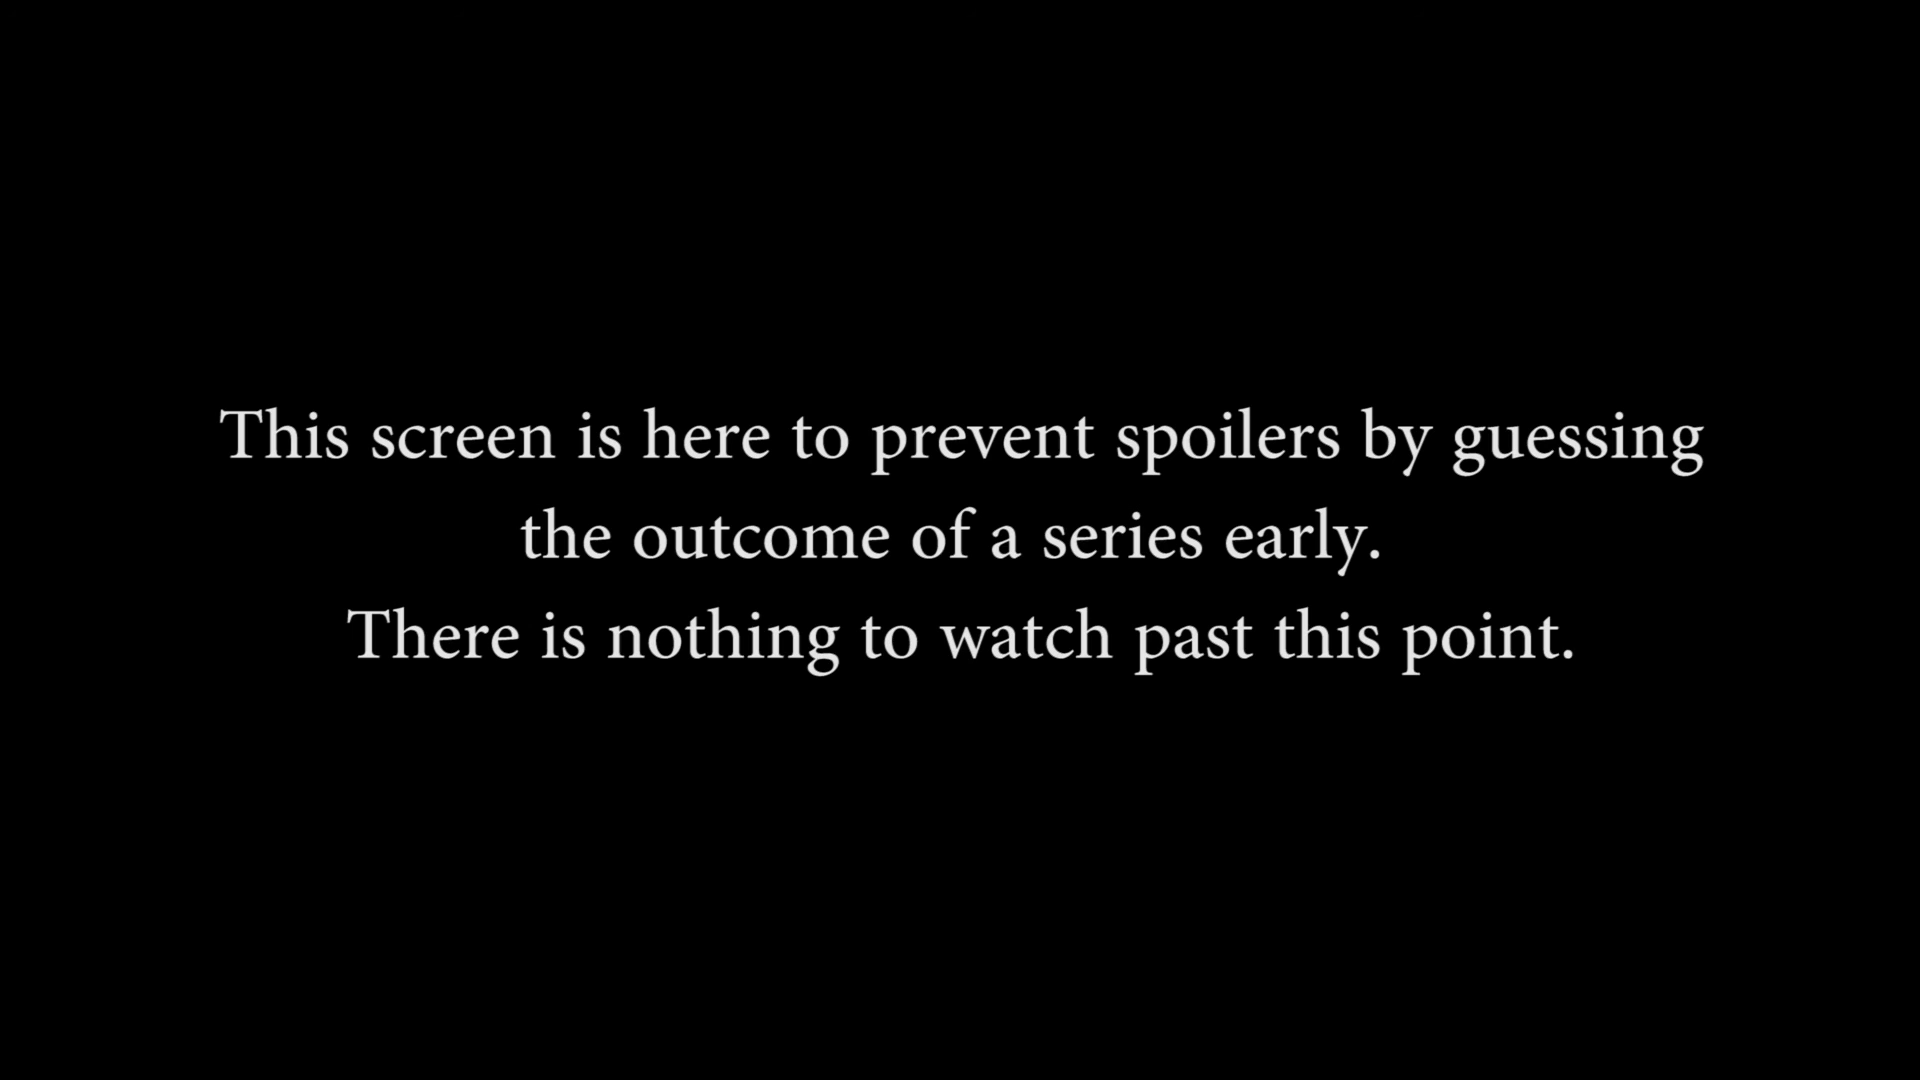 This screen is here to prevent spoilers by guessing
the outcome of a series early.
There is nothing to watch past this point.